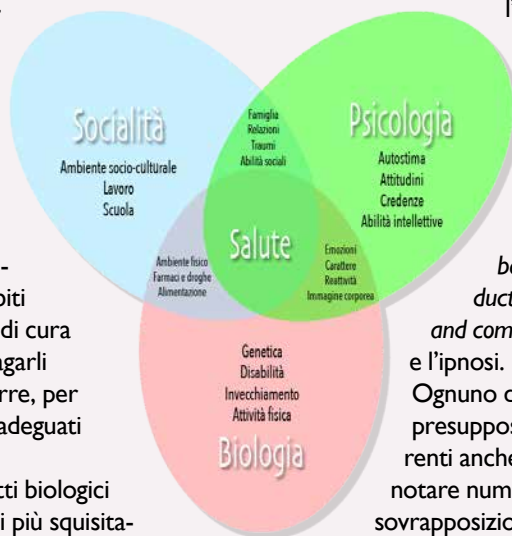 l'
Socialità
Ambiente socio-culturale
Lavoro
Scuola
Famiglia
Relazioni
Traumi
Abilità sociali
Psicologia
Autostima
Attitudini
Credenze
Abilità intellettive
Ambiente fisico
Farmaci e droghe
Alimentazione
Salute
Emozioni
Carattere
Reattività
Immagine corporea
Genetica
Disabilità
Invecchiamento
Attività fisica
Biologia
-
biti
di cura
garli
rre, per
adeguati
tti biologici
i più squisita-
be
duct
and com
e l'ipnosi.
Ognuno d
presuppos
renti anche
notare num
sovrapposizio